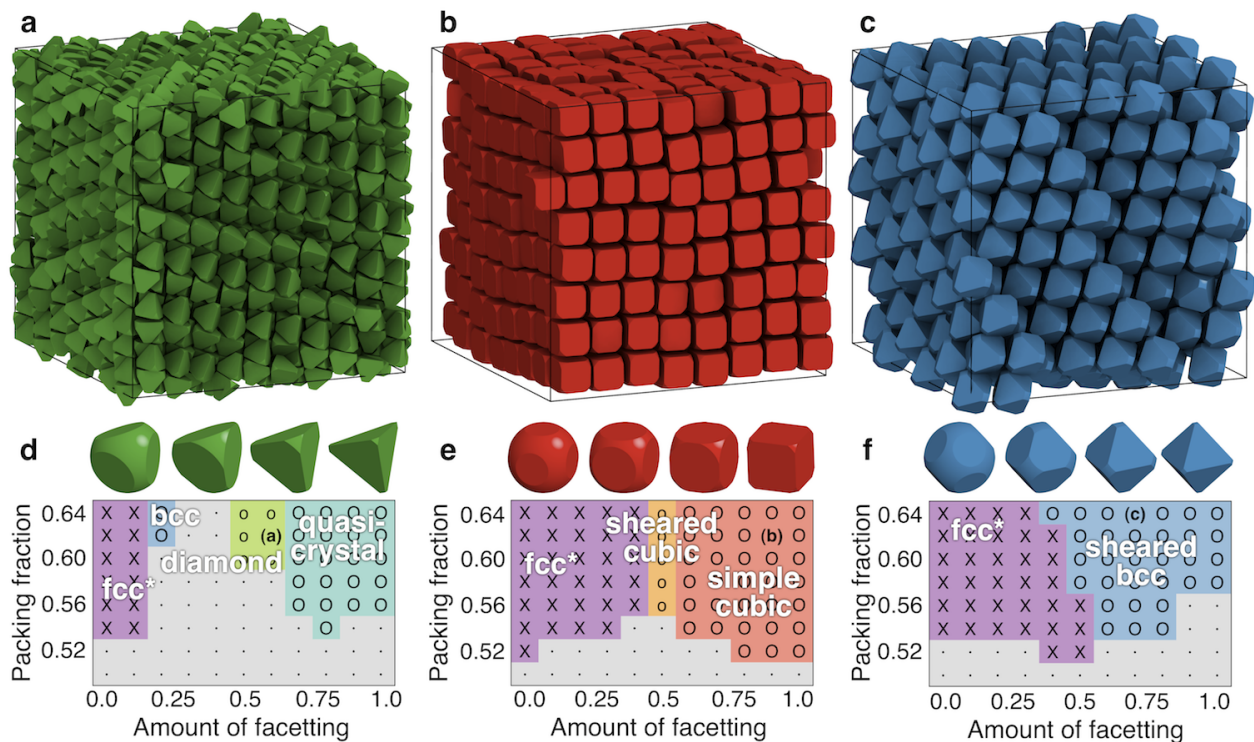 a
b
c
d
e
f
Packing fraction
0.64
0.60
0.56
0.52
X X O · · o o O O O O
X X O · · o (a) O O O O
X X · · · o o O O O O
X X · · · · · O O O O
X X · · · · · O O O O
X X · · · · · · O · ·
· · · · · · · · · · ·
· · · · · · · · · · ·
bcc
fcc*
diamond
quasi-
crystal
0.0 0.25 0.5 0.75 1.0
Amount of facetting
Packing fraction
0.64
0.60
0.56
0.52
fcc*
sheared
cubic
(b)
simple
cubic
0.0 0.25 0.5 0.75 1.0
Amount of facetting
Packing fraction
0.64
0.60
0.56
0.52
fcc*
(c)
sheared
bcc
0.0 0.25 0.5 0.75 1.0
Amount of facetting